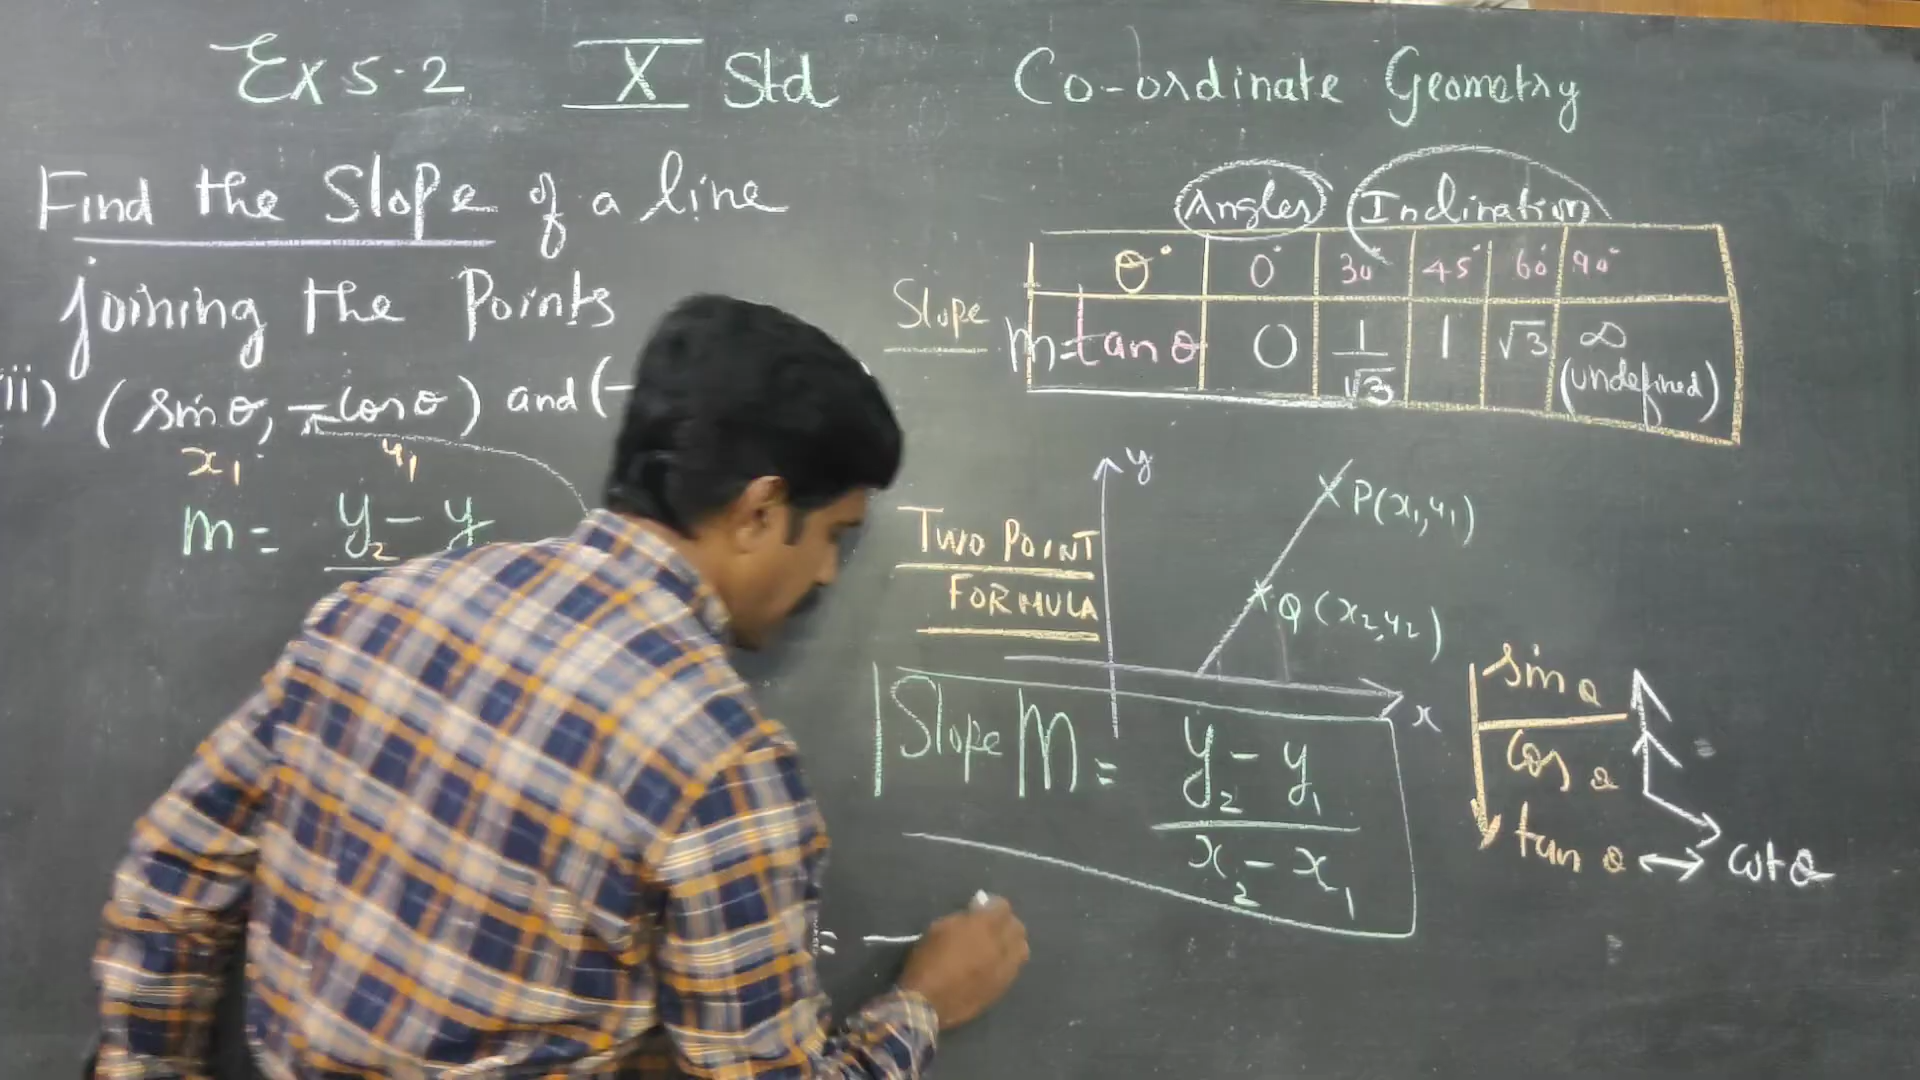 Ex 5.2 X Std
Co-ordinate Geometry
Find the Slope of a line
joining the Points
ii) (sin θ, -cos θ) and (-
x₁ y₁
m = y₂ - y
Angles Inclination
θ° 0° 30° 45° 60° 90°
Slope m = tan θ 0 1/√3 1 √3 ∞ (undefined)
TWO POINT
FORMULA
y
P(x₁, y₁)
Q(x₂, y₂)
x
Slope m = (y₂ - y₁)/(x₂ - x₁)
sin θ
cos θ
tan θ ↔ cot θ
= —